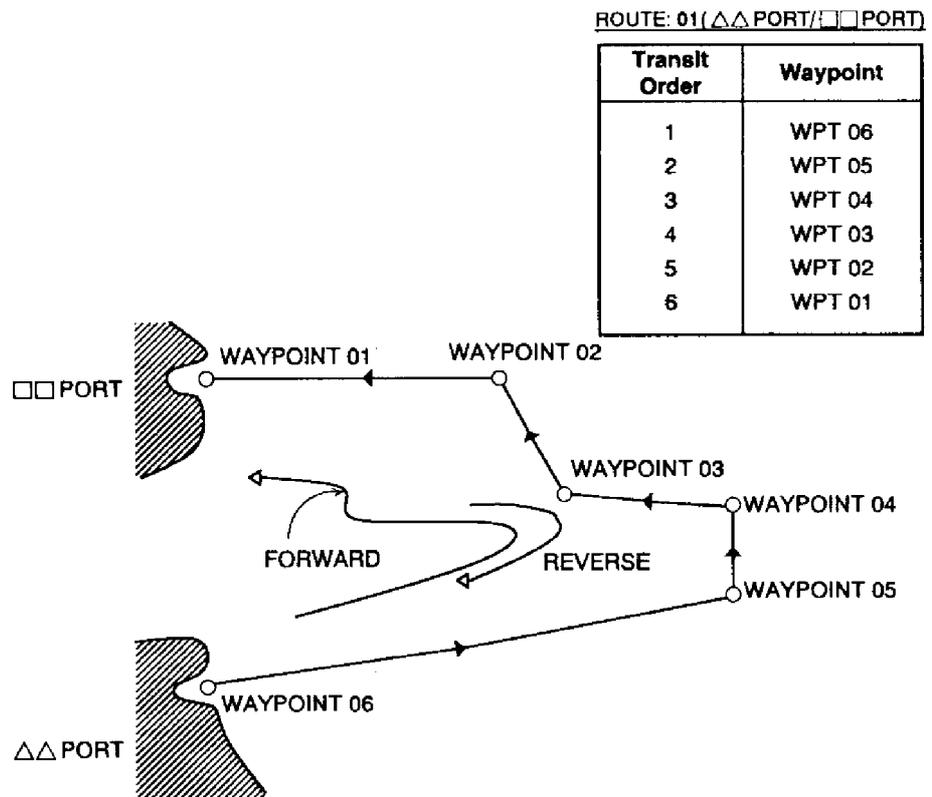 ROUTE: 01(△△ PORT/□□ PORT)
Transit Order Waypoint
1 WPT 06
2 WPT 05
3 WPT 04
4 WPT 03
5 WPT 02
6 WPT 01
WAYPOINT 01
WAYPOINT 02
□□ PORT
WAYPOINT 03
WAYPOINT 04
FORWARD
REVERSE
WAYPOINT 05
WAYPOINT 06
△△ PORT